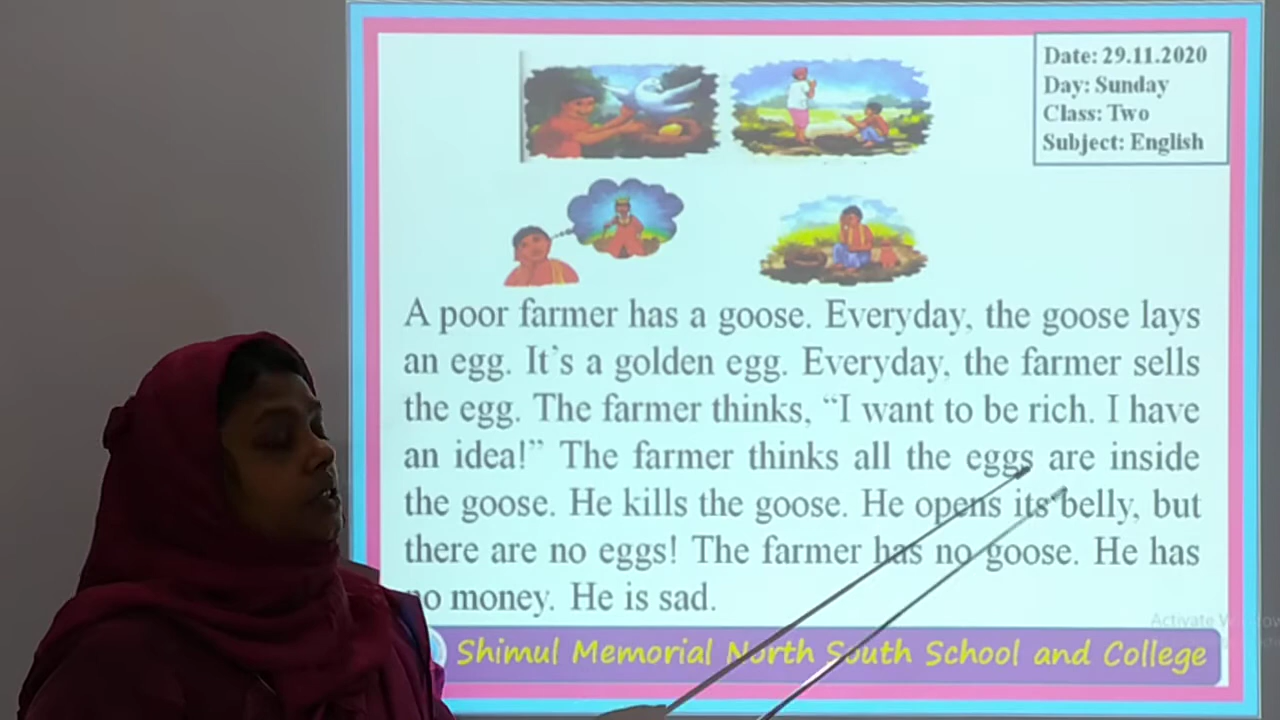 Date: 29.11.2020
Day: Sunday
Class: Two
Subject: English
A poor farmer has a goose. Everyday, the goose lays
an egg. It's a golden egg. Everyday, the farmer sells
the egg. The farmer thinks, “I want to be rich. I have
an idea!” The farmer thinks all the eggs are inside
the goose. He kills the goose. He opens its belly, but
there are no eggs! The farmer has no goose. He has
no money. He is sad.
Activate
Shimul Memorial North South School and College